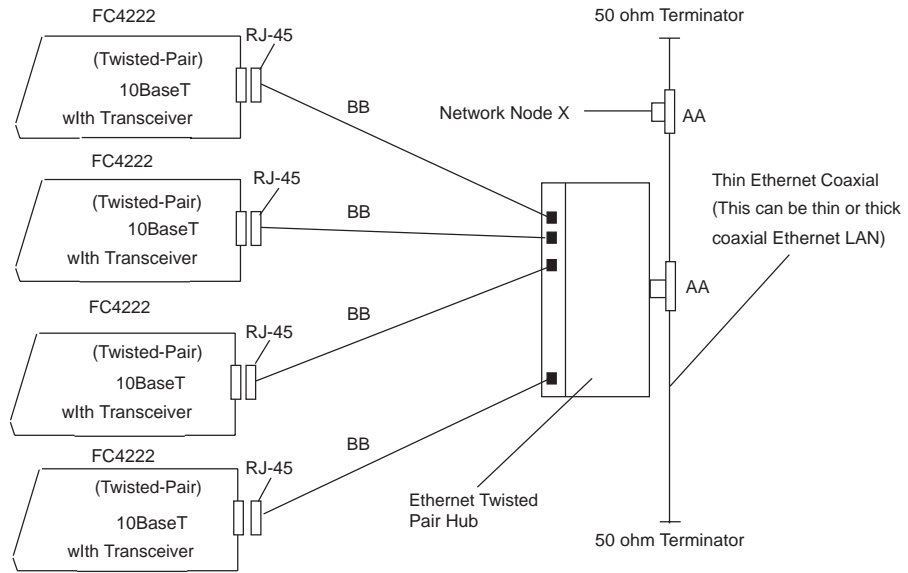 FC4222
RJ-45
(Twisted-Pair)
10BaseT
wIth Transceiver
BB
FC4222
RJ-45
(Twisted-Pair)
10BaseT
wIth Transceiver
BB
FC4222
RJ-45
(Twisted-Pair)
10BaseT
wIth Transceiver
BB
FC4222
RJ-45
(Twisted-Pair)
10BaseT
wIth Transceiver
BB
Ethernet Twisted
Pair Hub
50 ohm Terminator
Network Node X
AA
Thin Ethernet Coaxial
(This can be thin or thick
coaxial Ethernet LAN)
AA
50 ohm Terminator